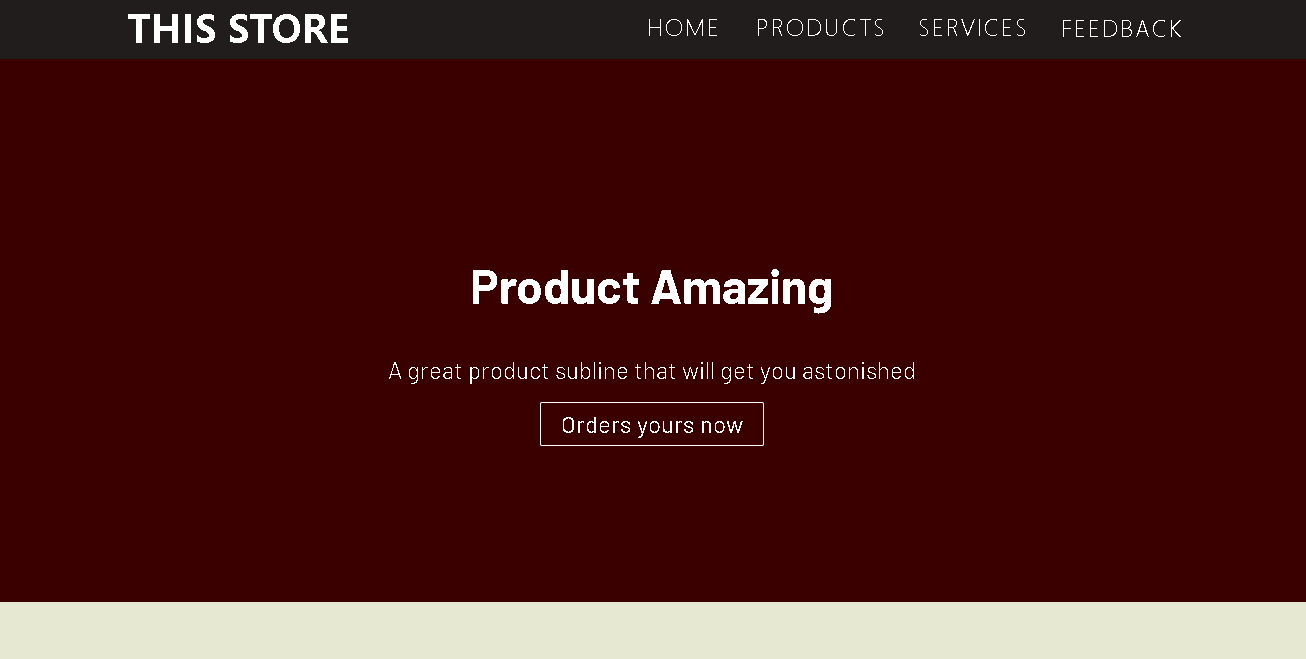 THIS STORE
HOME PRODUCTS SERVICES FEEDBACK
Product Amazing
A great product subline that will get you astonished
Orders yours now